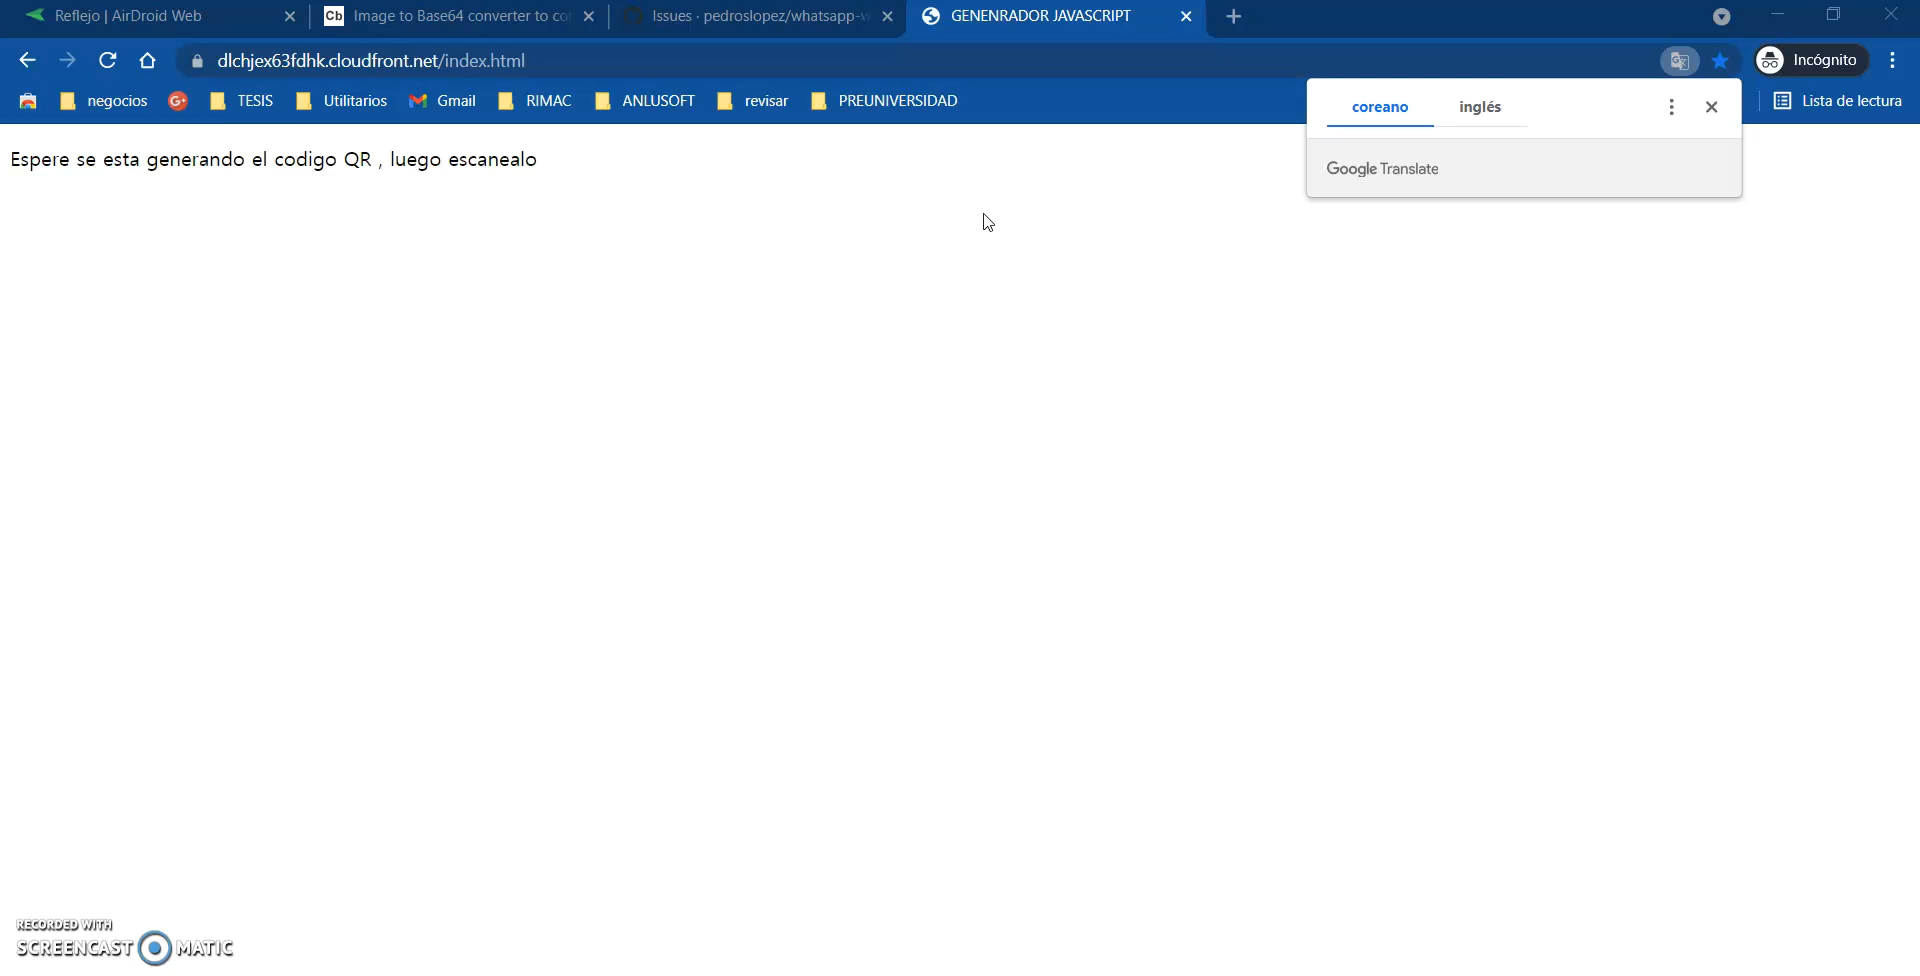 Reflejo | AirDroid Web
Cb Image to Base64 converter to co
Issues · pedroslopez/whatsapp-w
GENENRADOR JAVASCRIPT
dlchjex63fdhk.cloudfront.net/index.html
Incógnito
negocios G+ TESIS Utilitarios Gmail RIMAC ANLUSOFT revisar PREUNIVERSIDAD
Lista de lectura
coreano inglés
Google Translate
Espere se esta generando el codigo QR , luego escanealo
RECORDED WITH
SCREENCAST MATIC